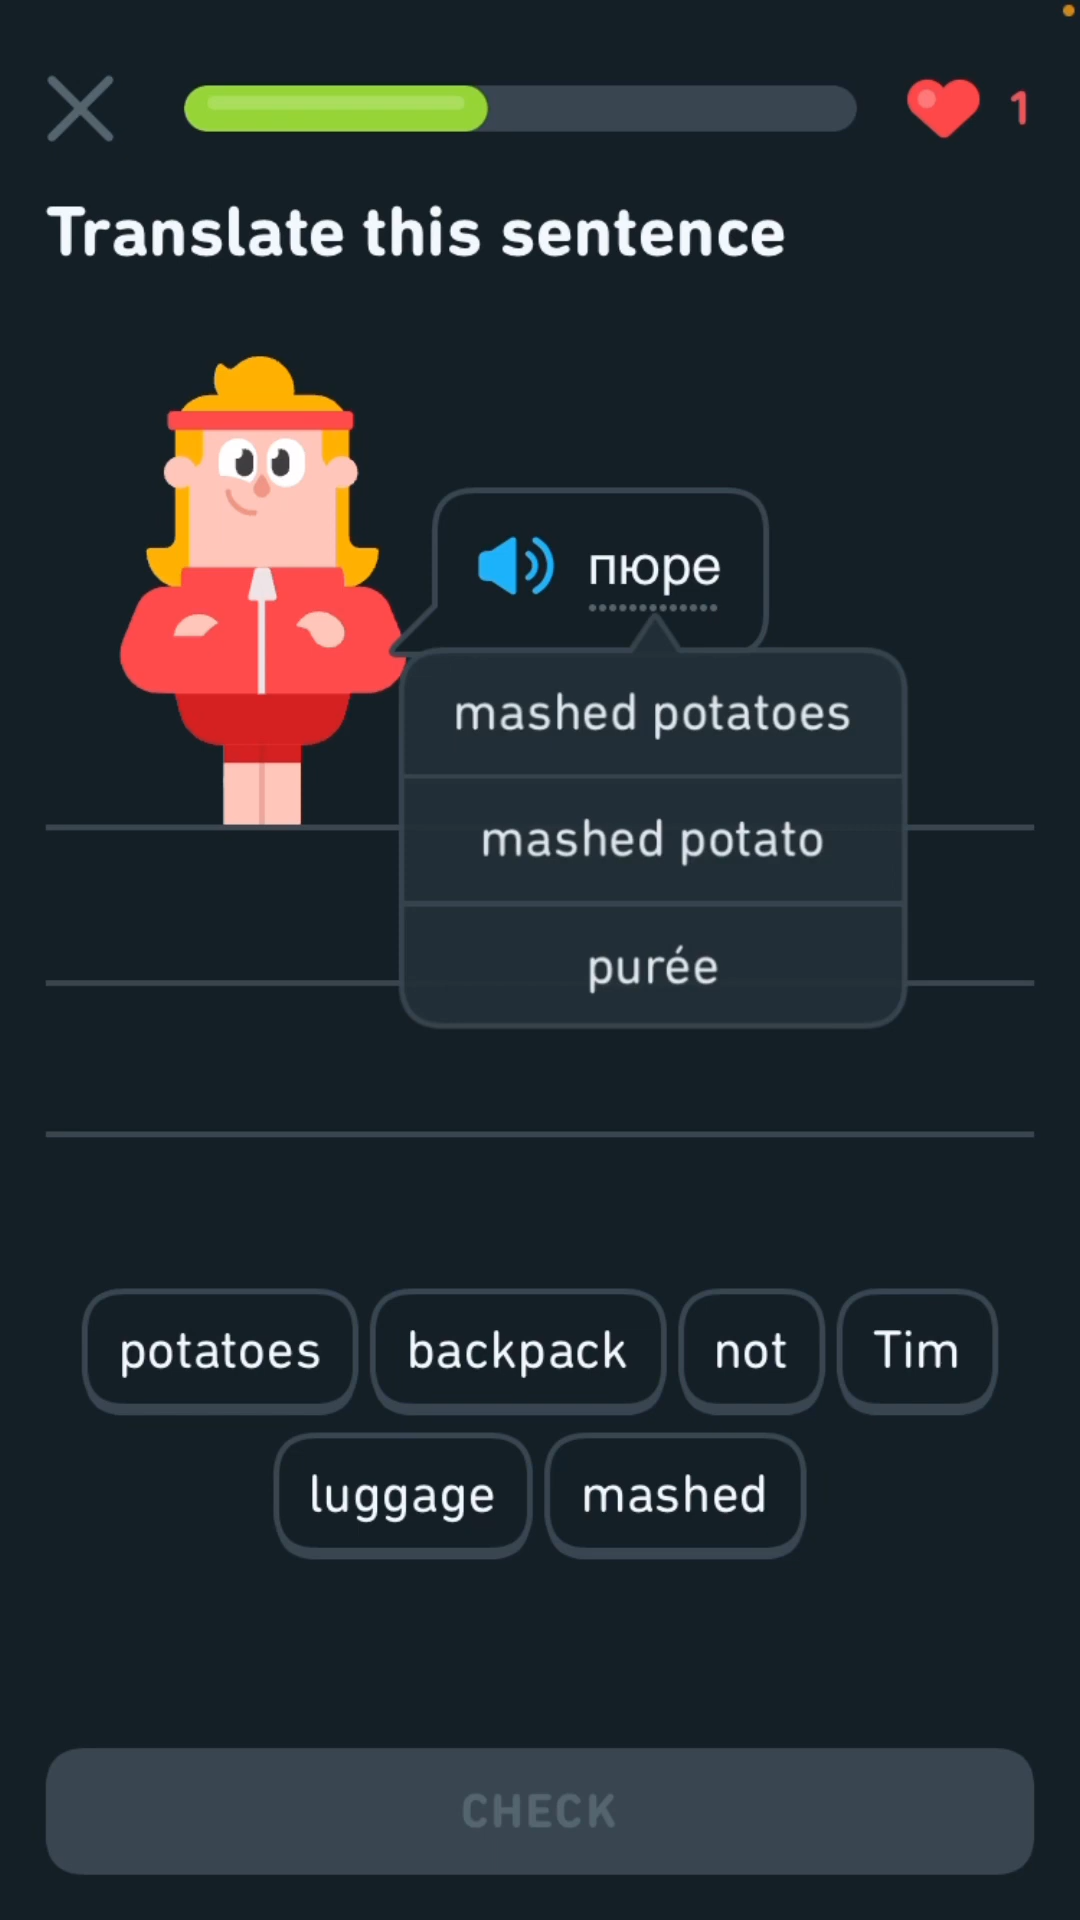 1
Translate this sentence
пюре
mashed potatoes
mashed potato
purée
potatoes backpack not Tim
luggage mashed
CHECK